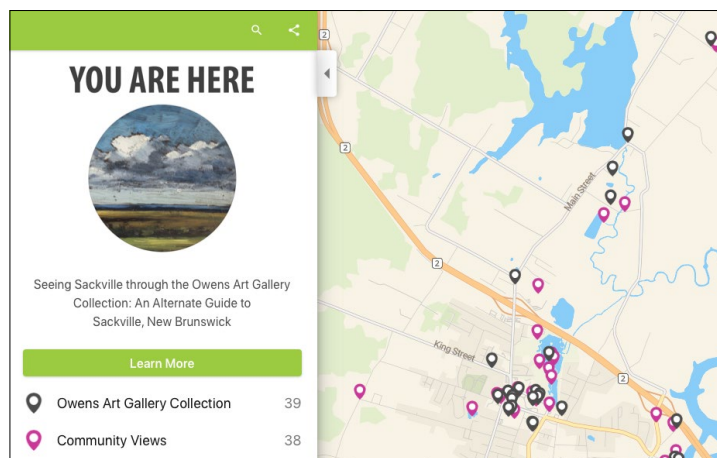 YOU ARE HERE
Seeing Sackville through the Owens Art Gallery
Collection: An Alternate Guide to
Sackville, New Brunswick
Learn More
Owens Art Gallery Collection 39
Community Views 38
2
2
Main Street
2
King Street
2